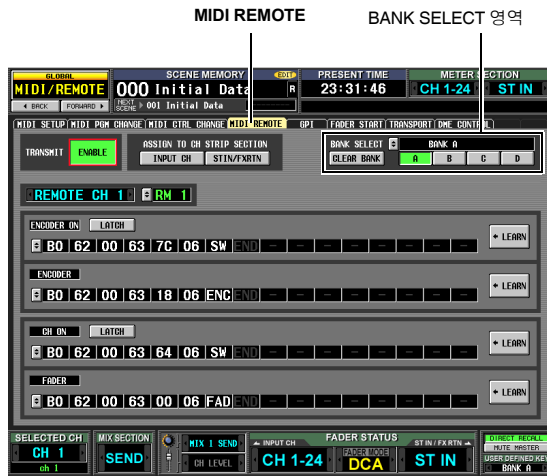 MIDI REMOTE
BANK SELECT 영역
GLOBAL
MIDI/REMOTE
BACK FORWARD
SCENE MEMORY EDIT
000 Initial Data R
NEXT SCENE 001 Initial Data
PRESENT TIME
23:31:46
METER SECTION
CH 1-24 ST IN
MIDI SETUP MIDI PGM CHANGE MIDI CTRL CHANGE MIDI REMOTE GPI FADER START TRANSPORT DME CONTROL
TRANSMIT ENABLE
ASSIGN TO CH STRIP SECTION
INPUT CH STIN/FXRTN
BANK SELECT BANK A
CLEAR BANK A B C D
REMOTE CH 1 RM 1
ENCODER ON LATCH
B0 62 00 63 7C 06 SW END - - - - - - - -
LEARN
ENCODER
B0 62 00 63 18 06 ENC END - - - - - - - -
LEARN
CH ON LATCH
B0 62 00 63 64 06 SW END - - - - - - - -
LEARN
FADER
B0 62 00 63 00 06 FAD END - - - - - - - -
LEARN
SELECTED CH
CH 1
ch 1
MIX SECTION
SEND
MIX 1 SEND
CH LEVEL
FADER STATUS
INPUT CH
CH 1-24
FADER MODE
DCA
ST IN / FX RTN
ST IN
DIRECT RECALL
MUTE MASTER
USER DEFINED KEY
BANK A